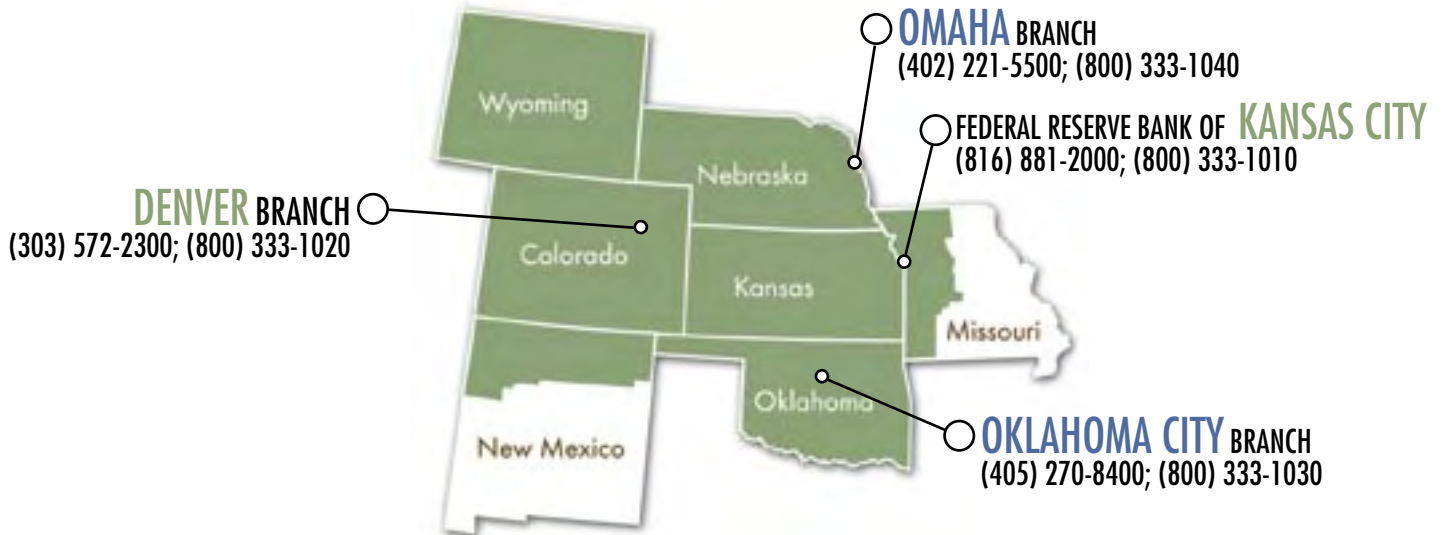 OMAHA BRANCH
(402) 221-5500; (800) 333-1040
Wyoming
FEDERAL RESERVE BANK OF KANSAS CITY
(816) 881-2000; (800) 333-1010
Nebraska
DENVER BRANCH
(303) 572-2300; (800) 333-1020
Colorado
Kansas
Missouri
Oklahoma
New Mexico
OKLAHOMA CITY BRANCH
(405) 270-8400; (800) 333-1030